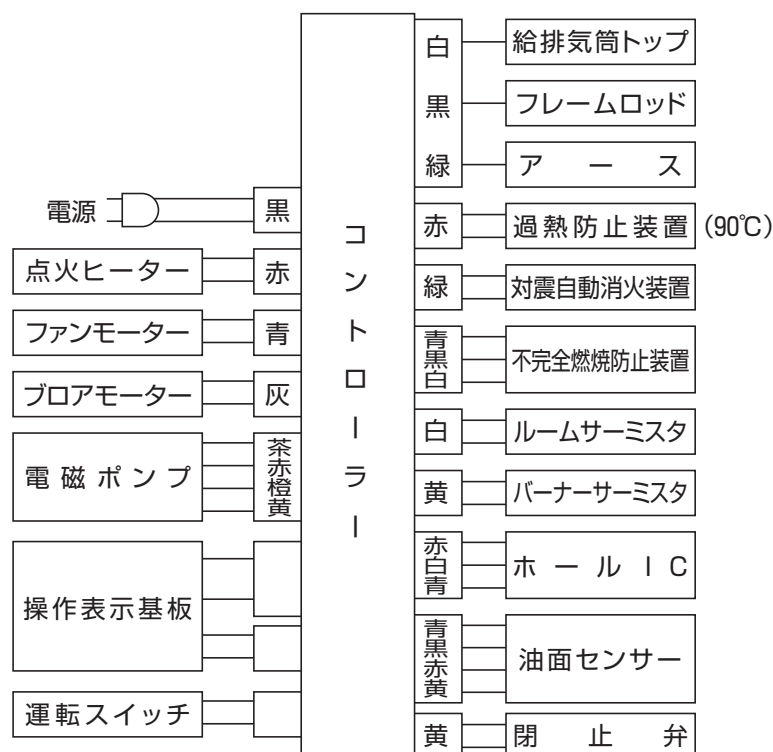 電源
黒
点火ヒーター
赤
ファンモーター
青
ブロアモーター
灰
電磁ポンプ
茶
赤
橙
黄
操作表示基板
運転スイッチ
コントローラー
白
給排気筒トップ
黒
フレームロッド
緑
アース
赤
過熱防止装置 (90℃)
緑
対震自動消火装置
青
黒
白
不完全燃焼防止装置
白
ルームサーミスタ
黄
バーナーサーミスタ
赤
白
青
ホールIC
青
黒
赤
黄
油面センサー
黄
閉止弁